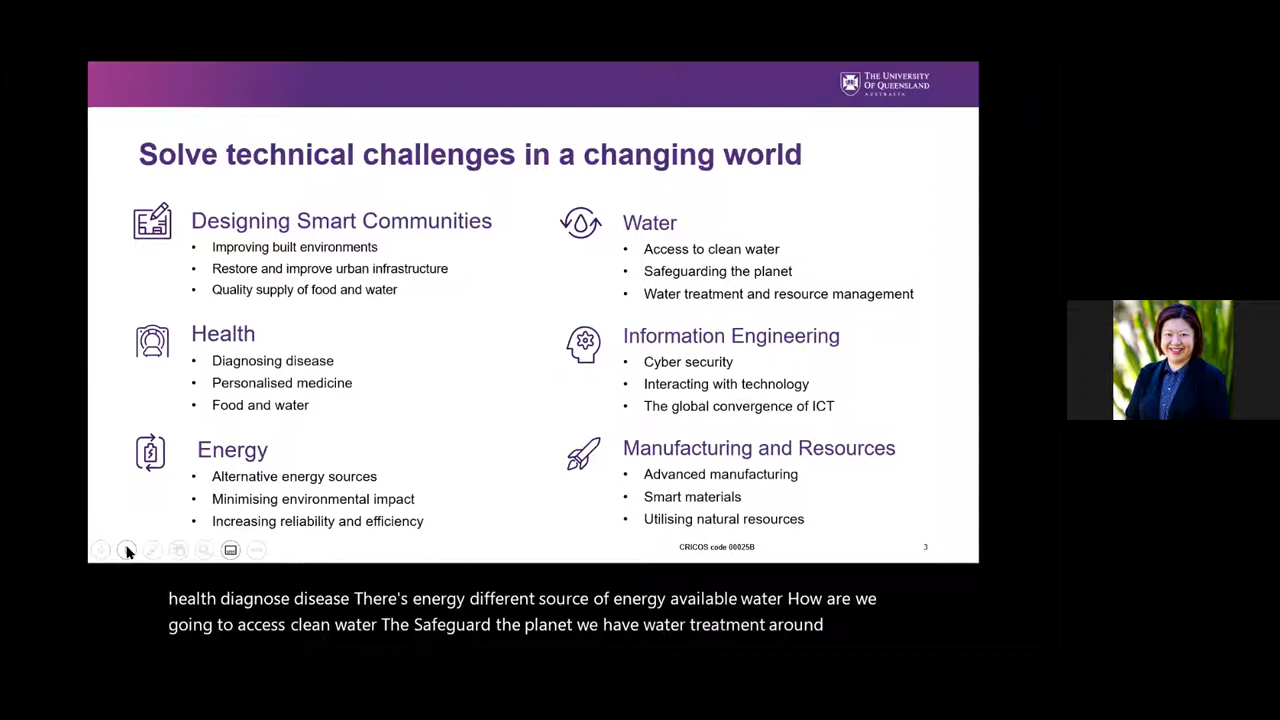 THE UNIVERSITY
OF QUEENSLAND
AUSTRALIA
Solve technical challenges in a changing world
Designing Smart Communities
• Improving built environments
• Restore and improve urban infrastructure
• Quality supply of food and water
Health
• Diagnosing disease
• Personalised medicine
• Food and water
Energy
• Alternative energy sources
• Minimising environmental impact
• Increasing reliability and efficiency
Water
• Access to clean water
• Safeguarding the planet
• Water treatment and resource management
Information Engineering
• Cyber security
• Interacting with technology
• The global convergence of ICT
Manufacturing and Resources
• Advanced manufacturing
• Smart materials
• Utilising natural resources
CRICOS code 00025B
3
health diagnose disease There's energy different source of energy available water How are we
going to access clean water The Safeguard the planet we have water treatment around